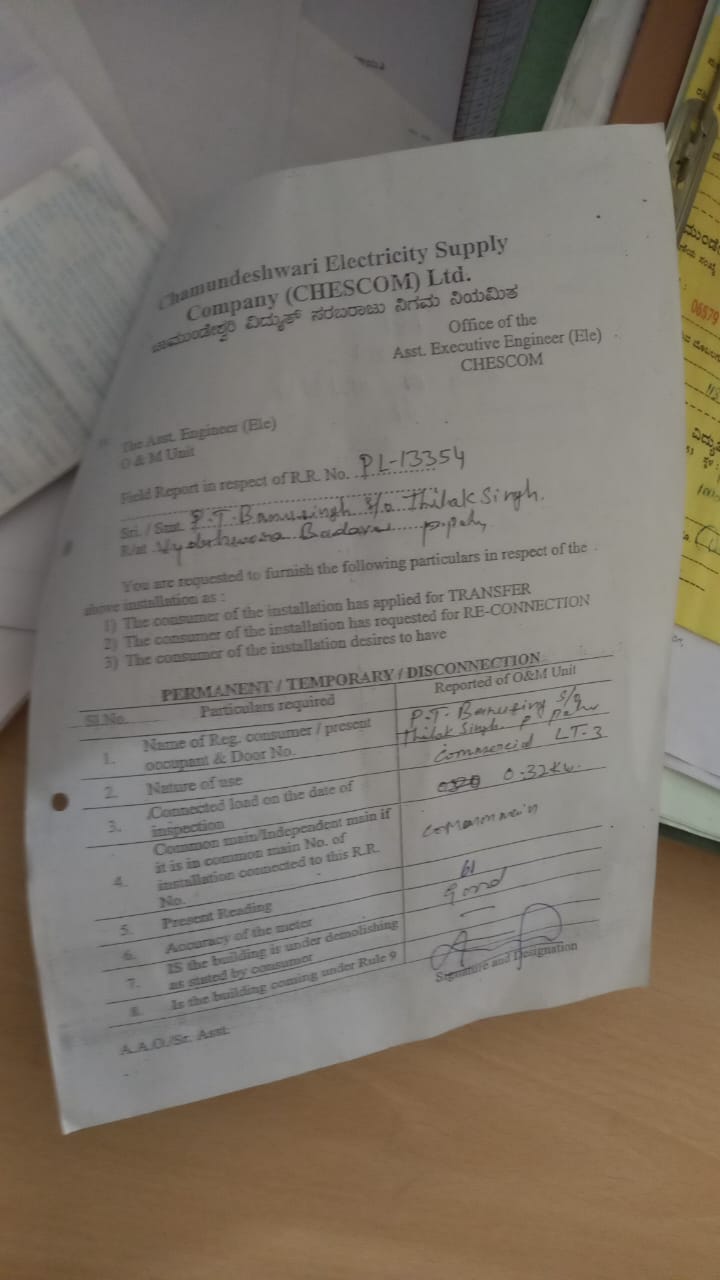 Chamundeshwari Electricity Supply
Company (CHESCOM) Ltd.
ಚಾಮುಂಡೇಶ್ವರಿ ವಿದ್ಯುತ್ ಸರಬರಾಜು ನಿಗಮ ನಿಯಮಿತ
Office of the
Asst. Executive Engineer (Ele)
CHESCOM
The Asst. Engineer (Ele)
O & M Unit
Field Report in respect of R.R. No. PL-13354
Sri. / Smt. P.T. Banusingh s/o Thilak Singh.
R/at
You are requested to furnish the following particulars in respect of the
above installation as :
1) The consumer of the installation has applied for TRANSFER
2) The consumer of the installation has requested for RE-CONNECTION
3) The consumer of the installation desires to have
PERMANENT / TEMPORARY / DISCONNECTION
Sl.No. Particulars required Reported of O&M Unit
1. Name of Reg. consumer / present
occupant & Door No.
P.T. Banusing s/o
Thilak Singh
2. Nature of use Commercial LT-3
3. Connected load on the date of
inspection
0.32Kw.
4. Common main/Independent main if
it is in common main No. of
installation connected to this R.R.
No.
common main
5. Present Reading 61
6. Accuracy of the meter Good
7. IS the building is under demolishing
as stated by consumer
8. Is the building coming under Rule 9
Signature and Designation
A.A.O./Sr. Asst.
06579